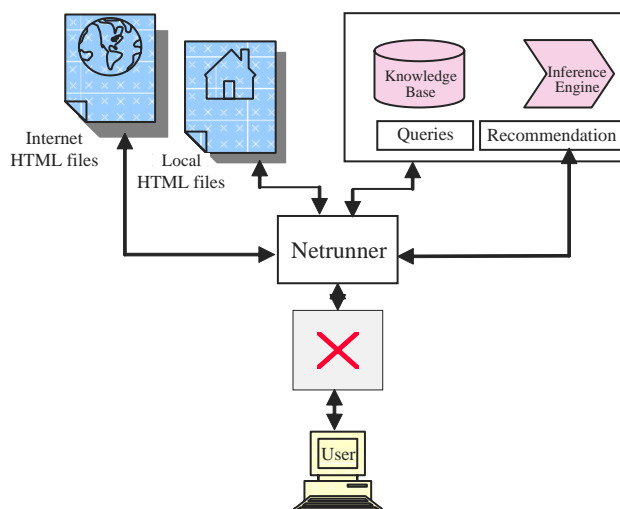 Knowledge
Base
Inference
Engine
Queries
Recommendation
Internet
HTML files
Local
HTML files
Netrunner
User